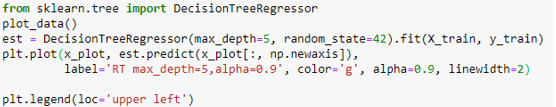 from sklearn.tree import DecisionTreeRegressor
plot_data()
est = DecisionTreeRegressor(max_depth=5, random_state=42).fit(X_train, y_train)
plt.plot(x_plot, est.predict(x_plot[:, np.newaxis]),
label='RT max_depth=5,alpha=0.9', color='g', alpha=0.9, linewidth=2)
plt.legend(loc='upper left')